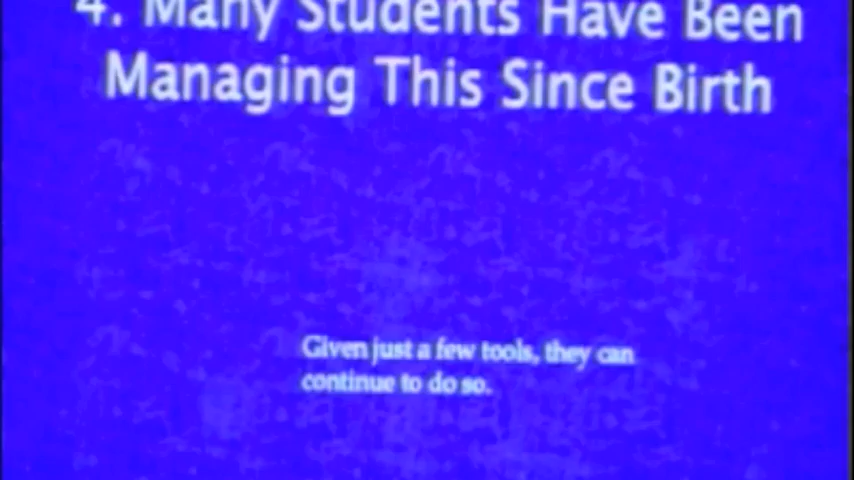 4. Many Students Have Been
Managing This Since Birth
Given just a few tools, they can
continue to do so.